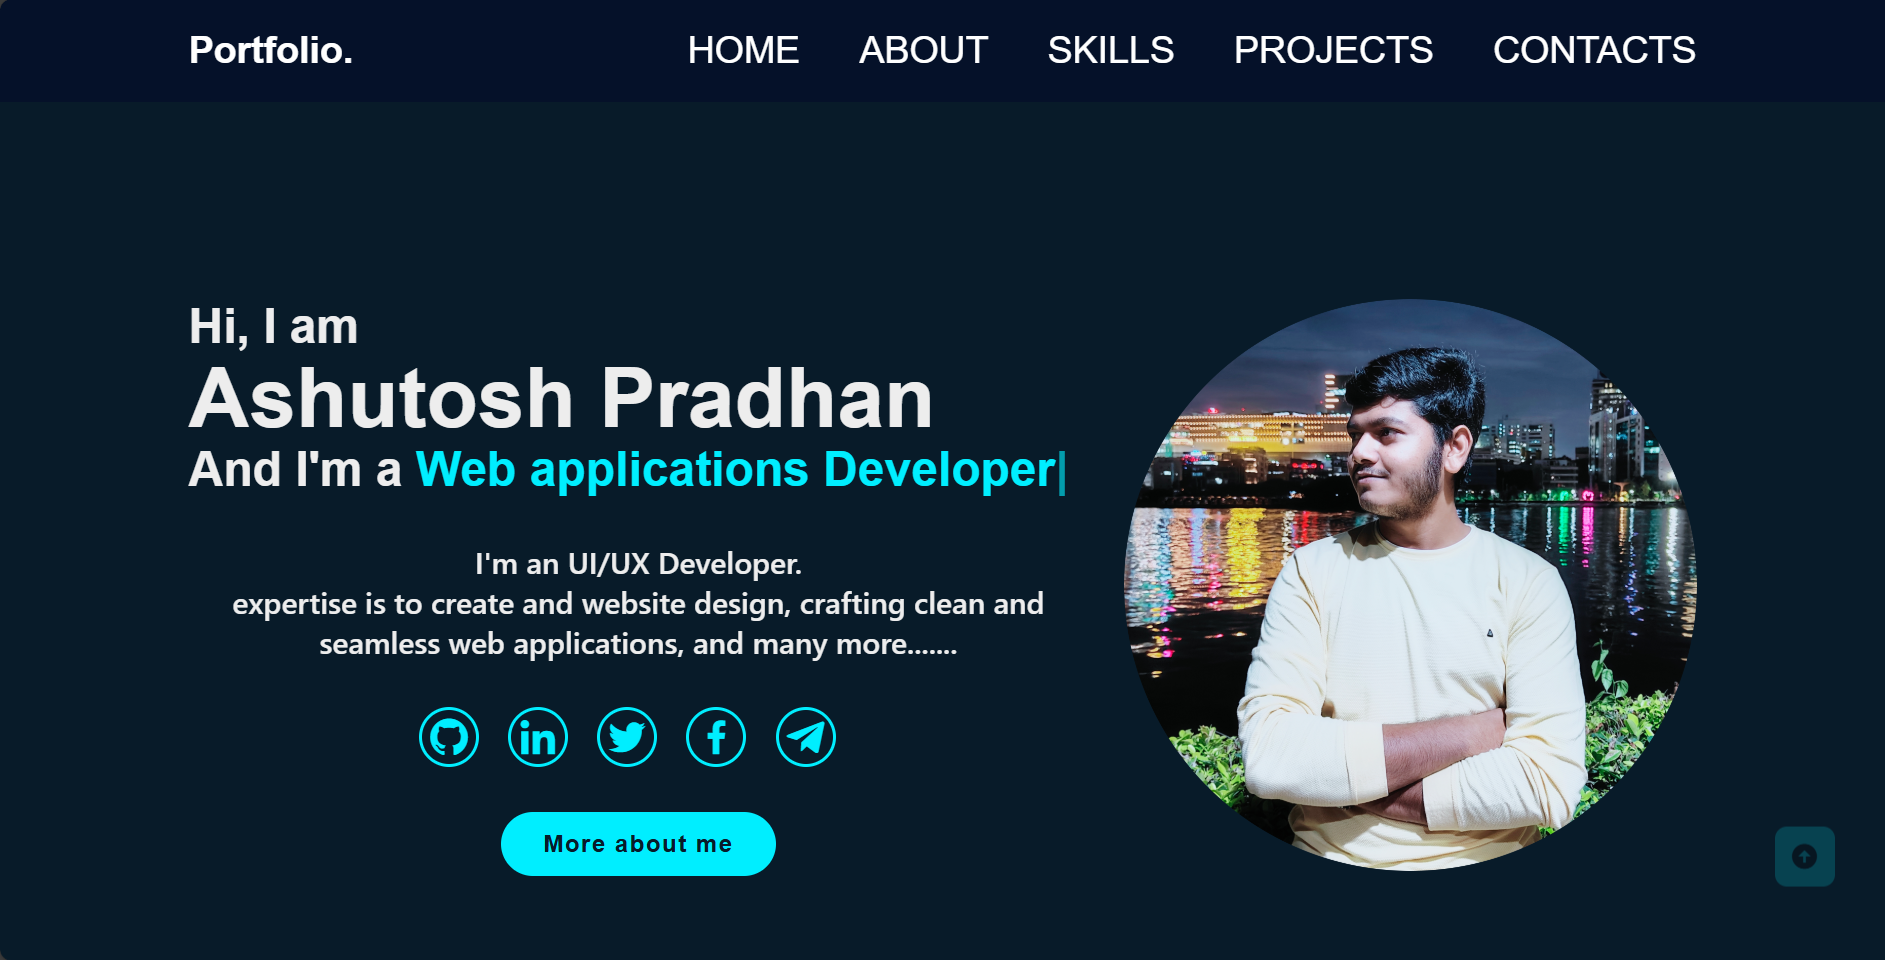 Portfolio.
HOME ABOUT SKILLS PROJECTS CONTACTS
Hi, I am
Ashutosh Pradhan
And I'm a Web applications Developer|
I'm an UI/UX Developer.
expertise is to create and website design, crafting clean and
seamless web applications, and many more.......
More about me